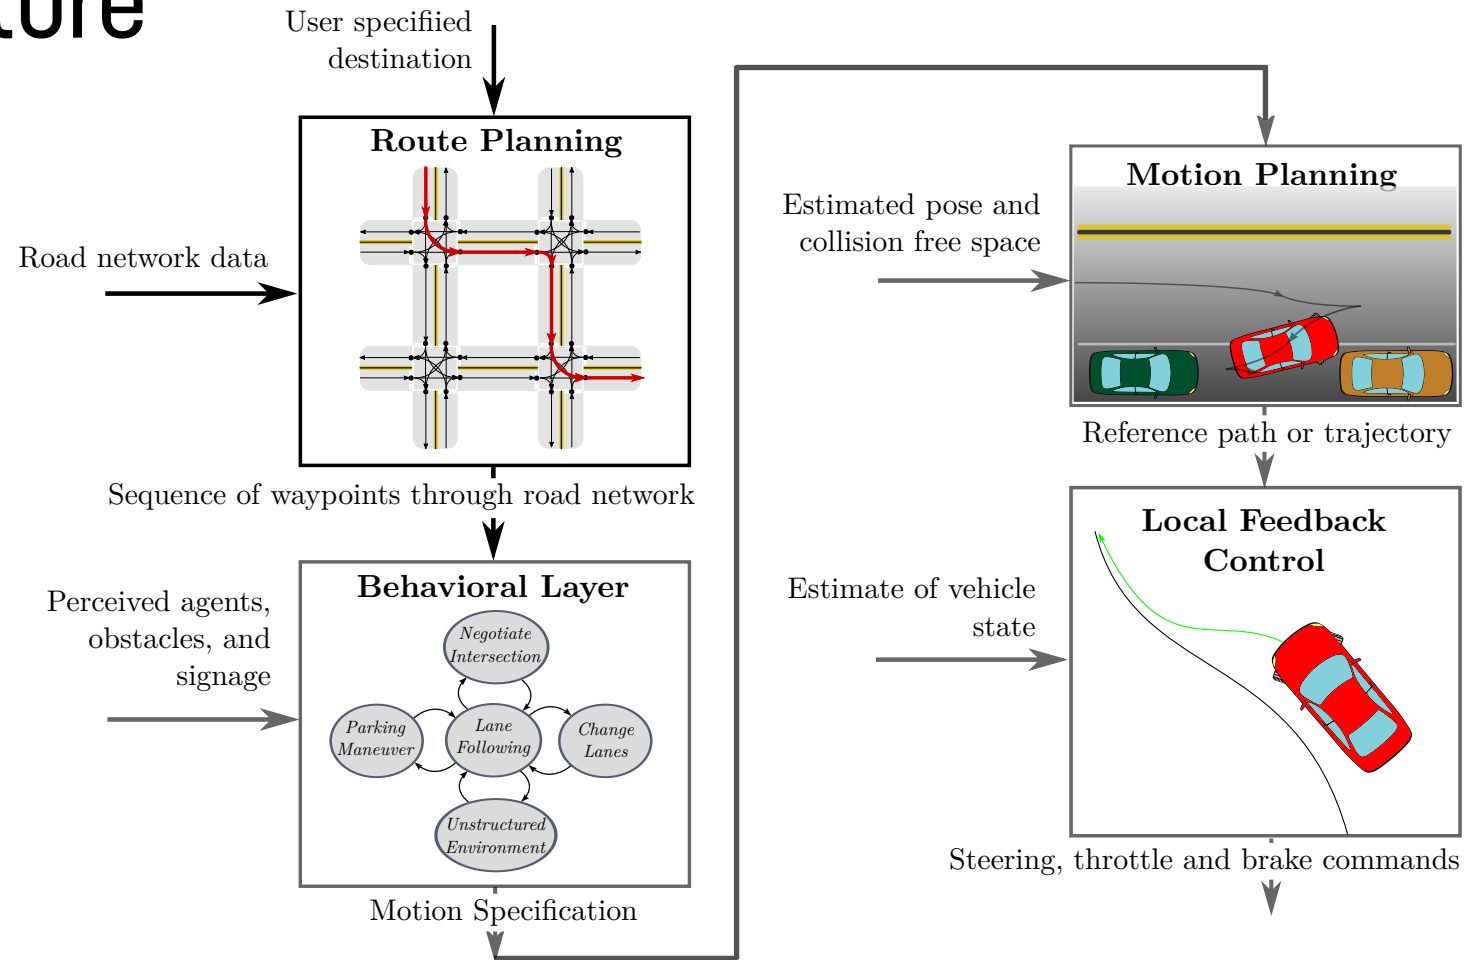 ture
User specifiied
destination
Route Planning
Road network data
Sequence of waypoints through road network
Behavioral Layer
Perceived agents,
obstacles, and
signage
Negotiate
Intersection
Parking
Maneuver
Lane
Following
Change
Lanes
Unstructured
Environment
Motion Specification
Motion Planning
Estimated pose and
collision free space
Reference path or trajectory
Local Feedback
Control
Estimate of vehicle
state
Steering, throttle and brake commands